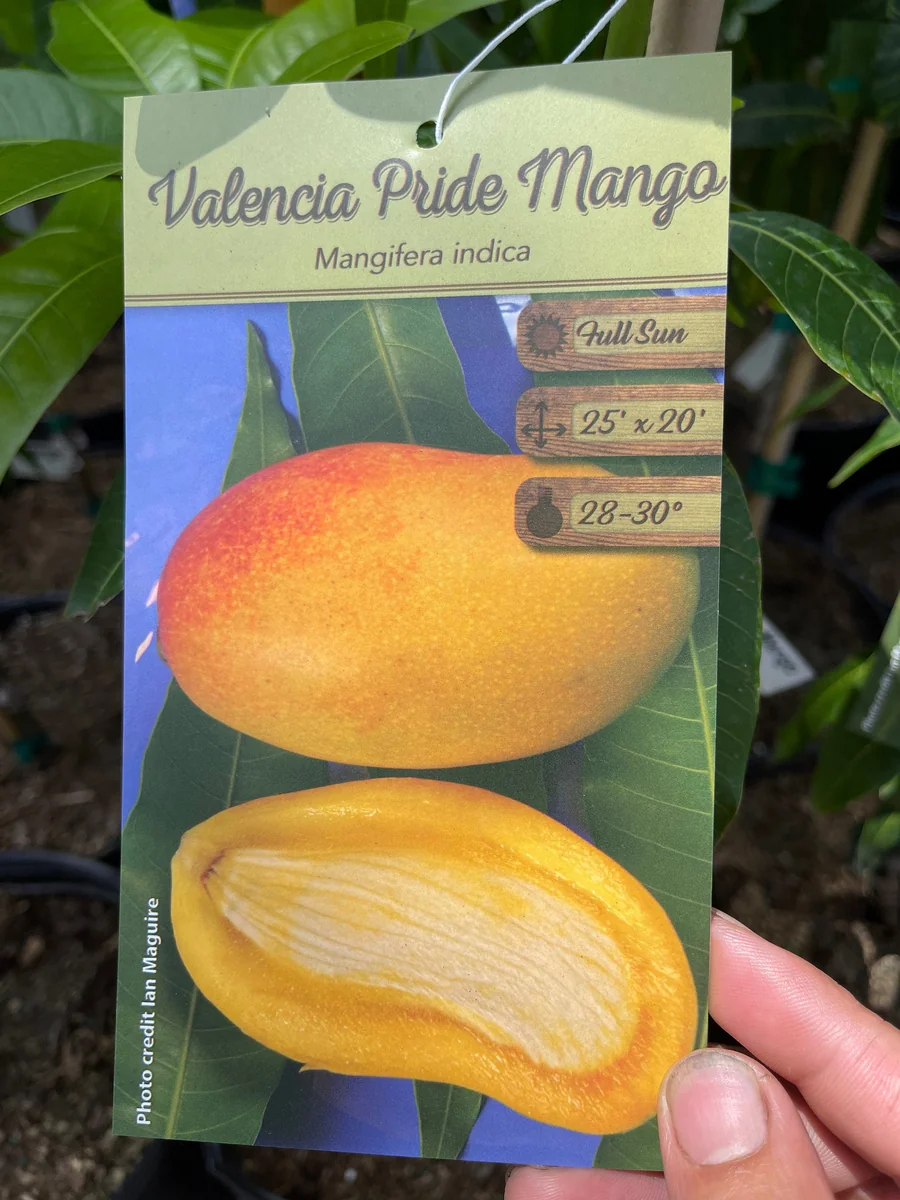 Valencia Pride Mango
Mangifera indica
Full Sun
25' x 20'
28-30°
Photo credit Ian Maguire